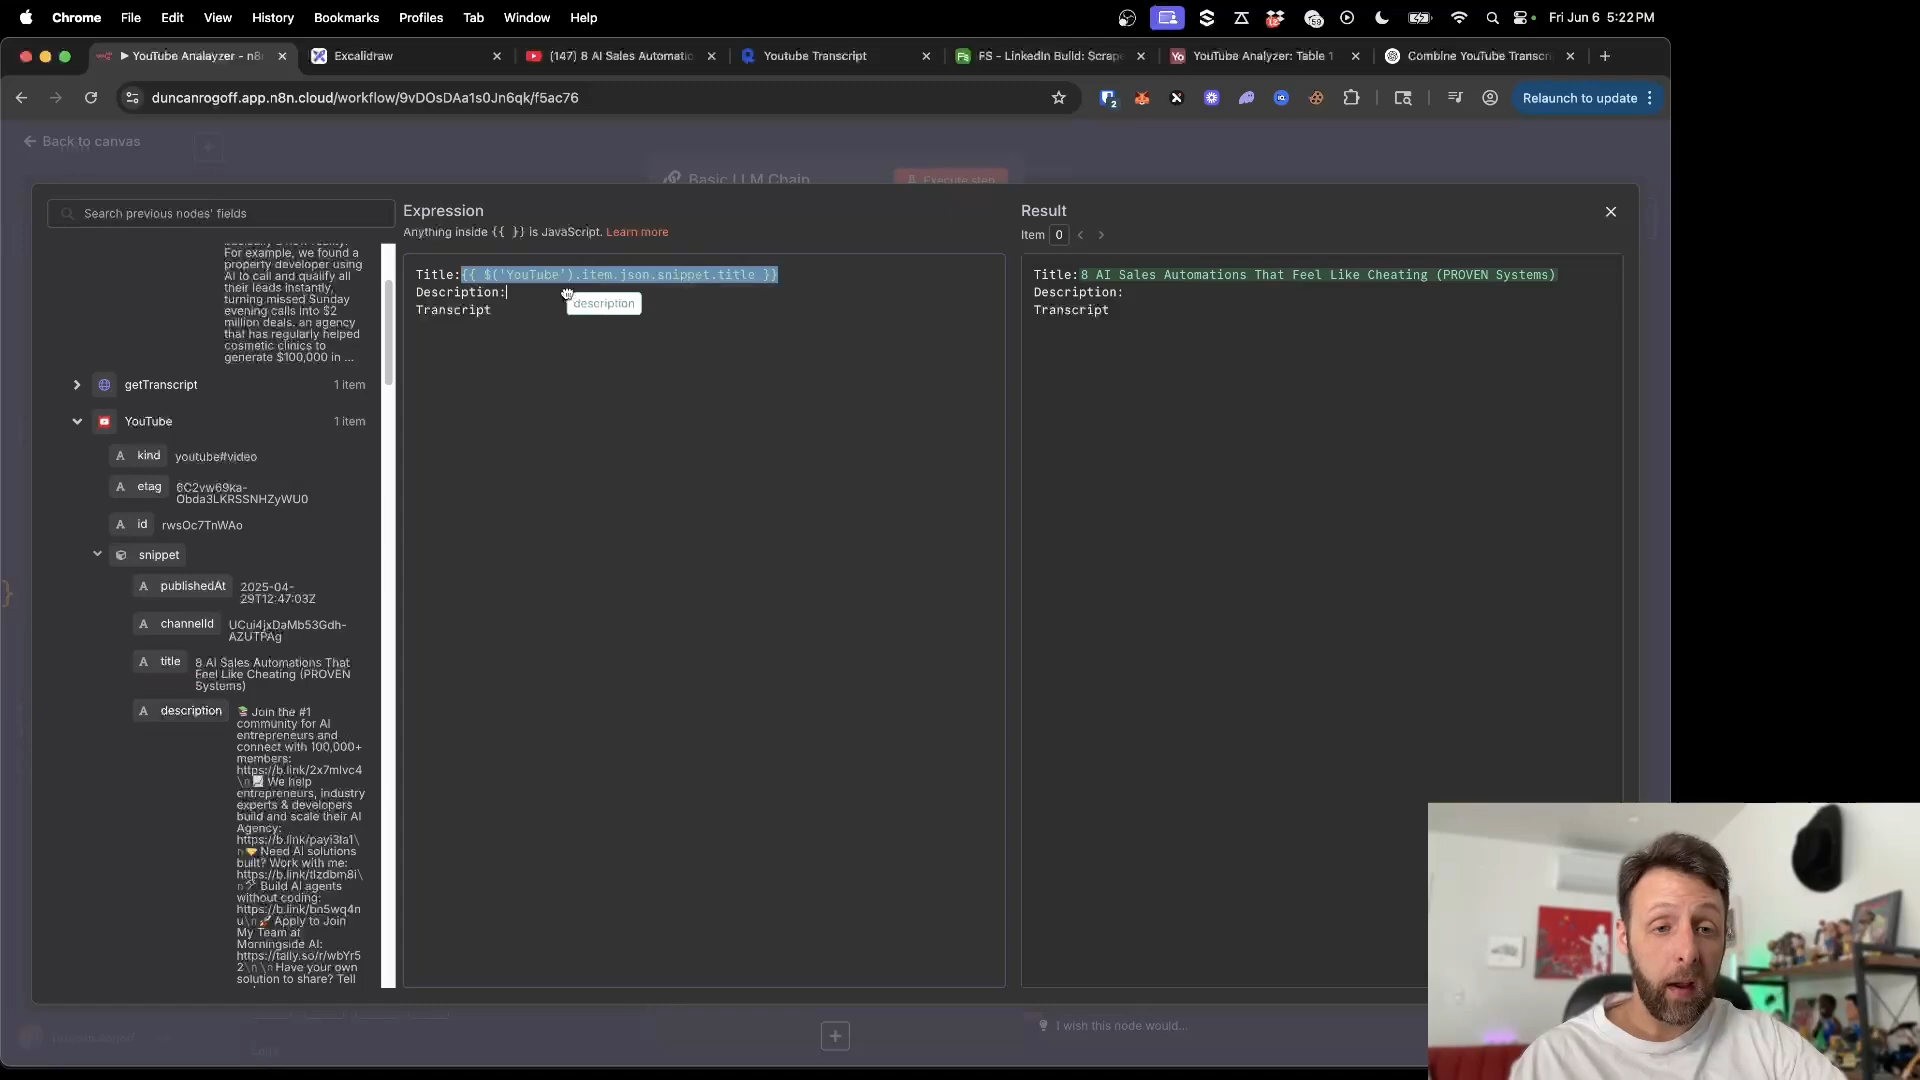 Chrome File Edit View History Bookmarks Profiles Tab Window Help
Fri Jun 6 5:22 PM
YouTube Analayzer - n8
Excalidraw
(147) 8 AI Sales Automatio
Youtube Transcript
FS - LinkedIn Build: Scrape
YouTube Analyzer: Table 1
Combine YouTube Transcri
duncanrogoff.app.n8n.cloud/workflow/9vDOsDAa1s0Jn6qk/f5ac76
Relaunch to update
Back to canvas
Basic LLM Chain
Execute step
Search previous nodes' fields
For example, we found a
property developer using
AI to call and qualify all
their leads instantly,
turning missed Sunday
evening calls into $2
million deals. an agency
that has regularly helped
cosmetic clinics to
generate $100,000 in ...
getTranscript 1 item
YouTube 1 item
A kind youtube#video
A etag 6C2vw69ka-
Obda3LKRSSNHZyWU0
A id rwsOc7TnWAo
snippet
A publishedAt 2025-04-
29T12:47:03Z
A channelId UCui4jxDaMb53Gdh-
AZUTPAg
A title 8 AI Sales Automations That
Feel Like Cheating (PROVEN
Systems)
A description 📚 Join the #1
community for AI
entrepreneurs and
connect with 100,000+
members:
https://b.link/2x7mlvc4
\n📈 We help
entrepreneurs, industry
experts & developers
build and scale their AI
Agency:
https://b.link/payi3la1\
n🤝 Need AI solutions
built? Work with me:
https://b.link/tlzdbm8i\
n🛠 Build AI agents
without coding:
https://b.link/bn5wq4n
u\n🚀 Apply to Join
My Team at
Morningside AI:
https://tally.so/r/wbYr5
2\n\n Have your own
solution to share? Tell
Expression
Anything inside {{ }} is JavaScript. Learn more
Title:{{ $('YouTube').item.json.snippet.title }}
Description:
description
Transcript
Result
Item 0
Title:8 AI Sales Automations That Feel Like Cheating (PROVEN Systems)
Description:
Transcript
I wish this node would...